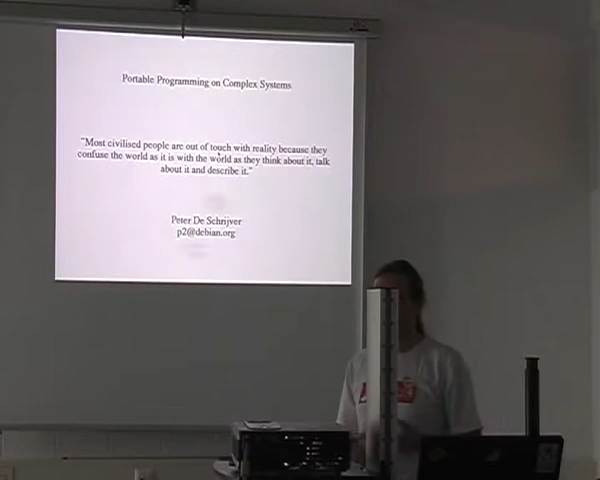 Portable Programming on Complex Systems
"Most civilised people are out of touch with reality because they
confuse the world as it is with the world as they think about it, talk
about it and describe it."
Peter De Schrijver
p2@debian.org